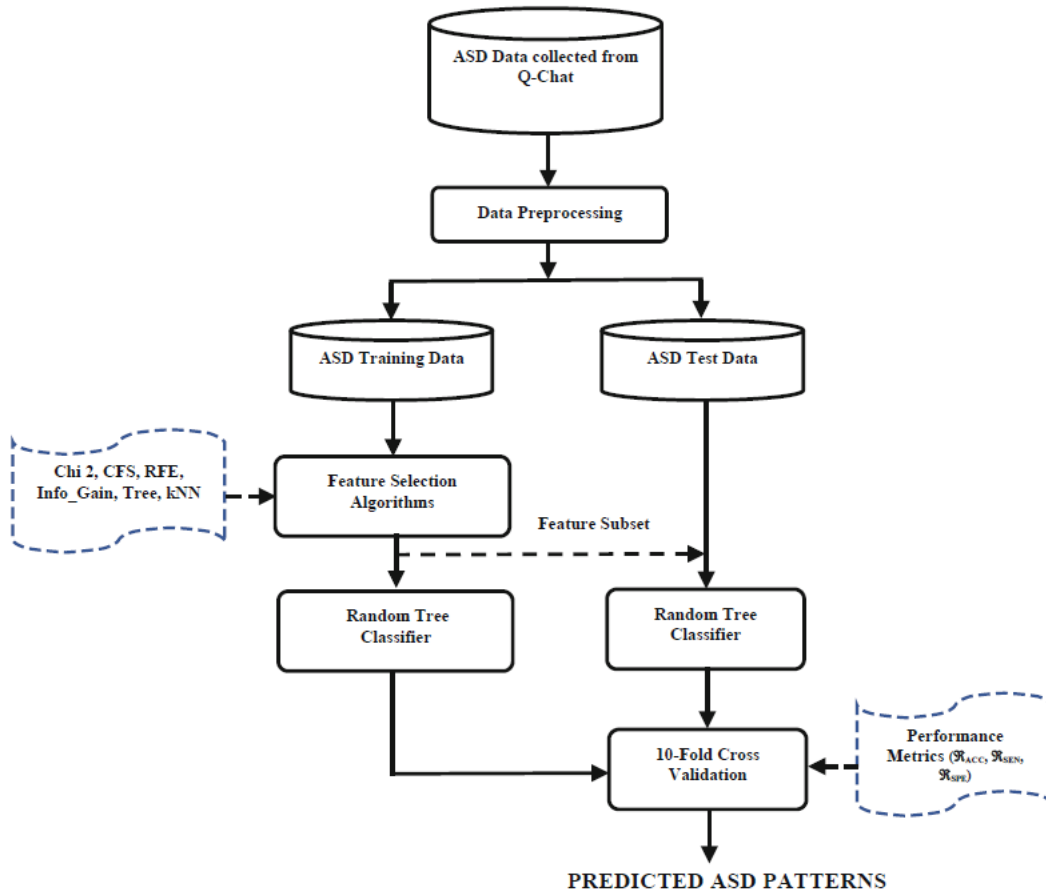 ASD Data collected from
Q-Chat
Data Preprocessing
ASD Training Data
ASD Test Data
Chi 2, CFS, RFE,
Info_Gain, Tree, kNN
Feature Selection
Algorithms
Feature Subset
Random Tree
Classifier
Random Tree
Classifier
10-Fold Cross
Validation
Performance
Metrics (ℜACC, ℜSEN,
ℜSPE)
PREDICTED ASD PATTERNS